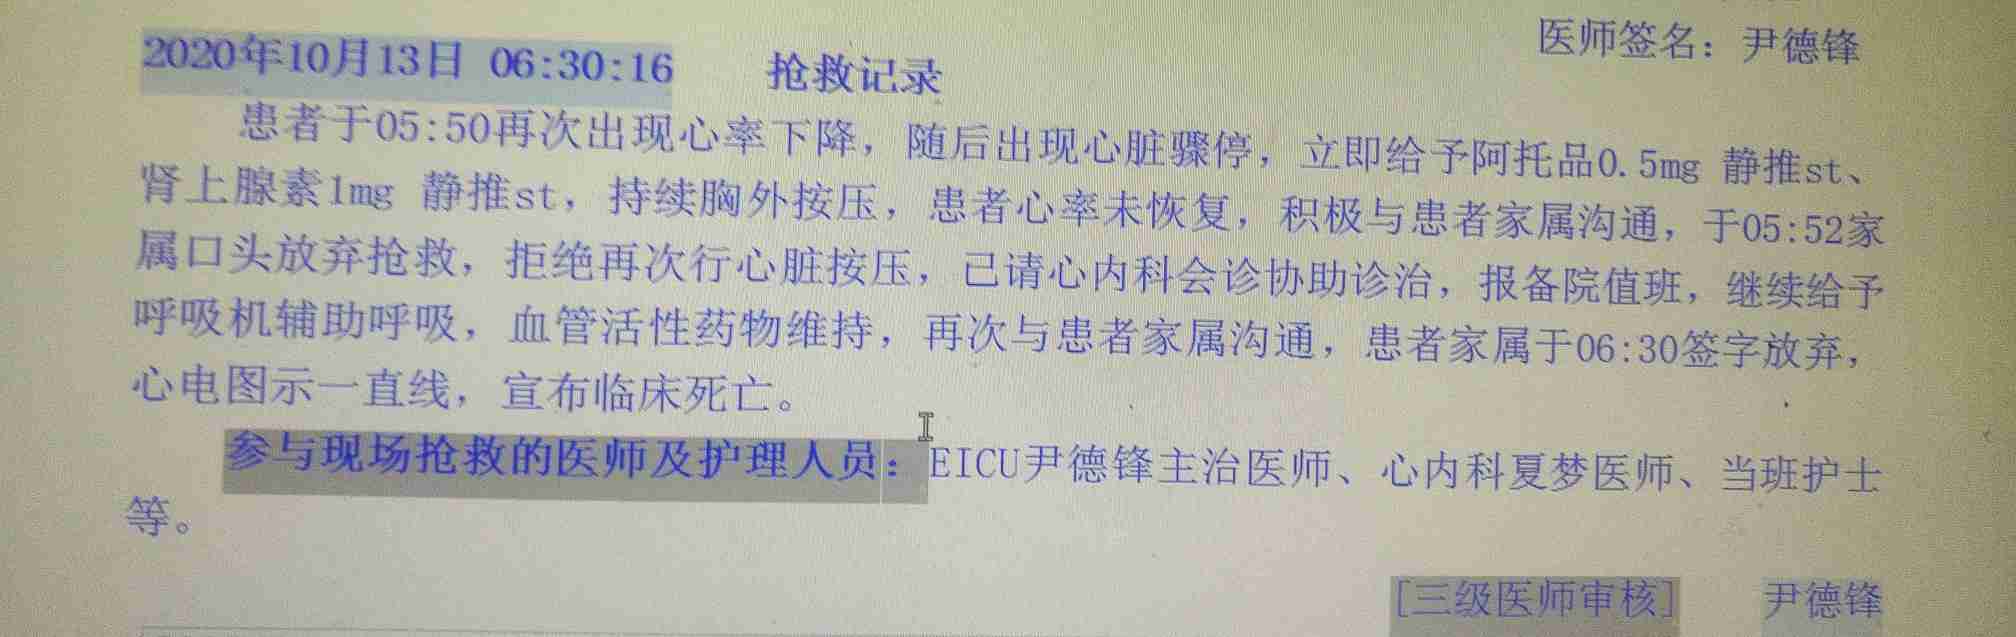 医师签名：尹德锋
2020年10月13日 06:30:16 抢救记录
患者于05:50再次出现心率下降，随后出现心脏骤停，立即给予阿托品0.5mg 静推st、
肾上腺素1mg 静推st，持续胸外按压，患者心率未恢复，积极与患者家属沟通，于05:52家
属口头放弃抢救，拒绝再次行心脏按压，已请心内科会诊协助诊治，报备院值班，继续给予
呼吸机辅助呼吸，血管活性药物维持，再次与患者家属沟通，患者家属于06:30签字放弃，
心电图示一直线，宣布临床死亡。
参与现场抢救的医师及护理人员：EICU尹德锋主治医师、心内科夏梦医师、当班护士
等。
[三级医师审核] 尹德锋